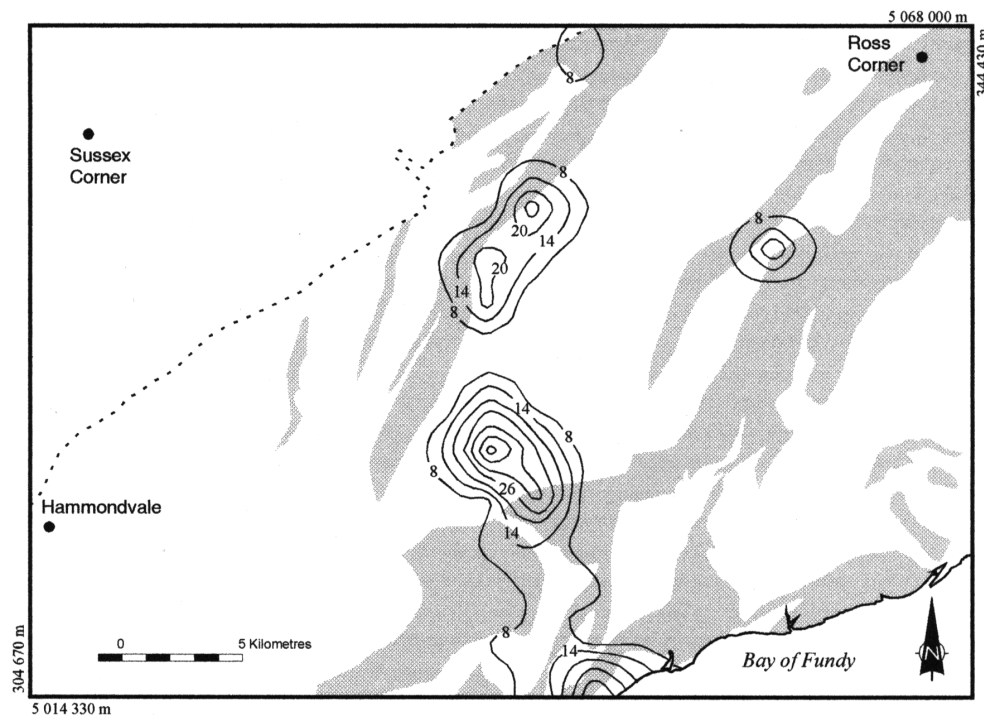 5 068 000 m
344 430 m
Ross
Corner
8
Sussex
Corner
8
20
14
8
20
14
8
14
8
8
26
Hammondvale
14
8
0 5 Kilometres
14
Bay of Fundy
N
304 670 m
5 014 330 m